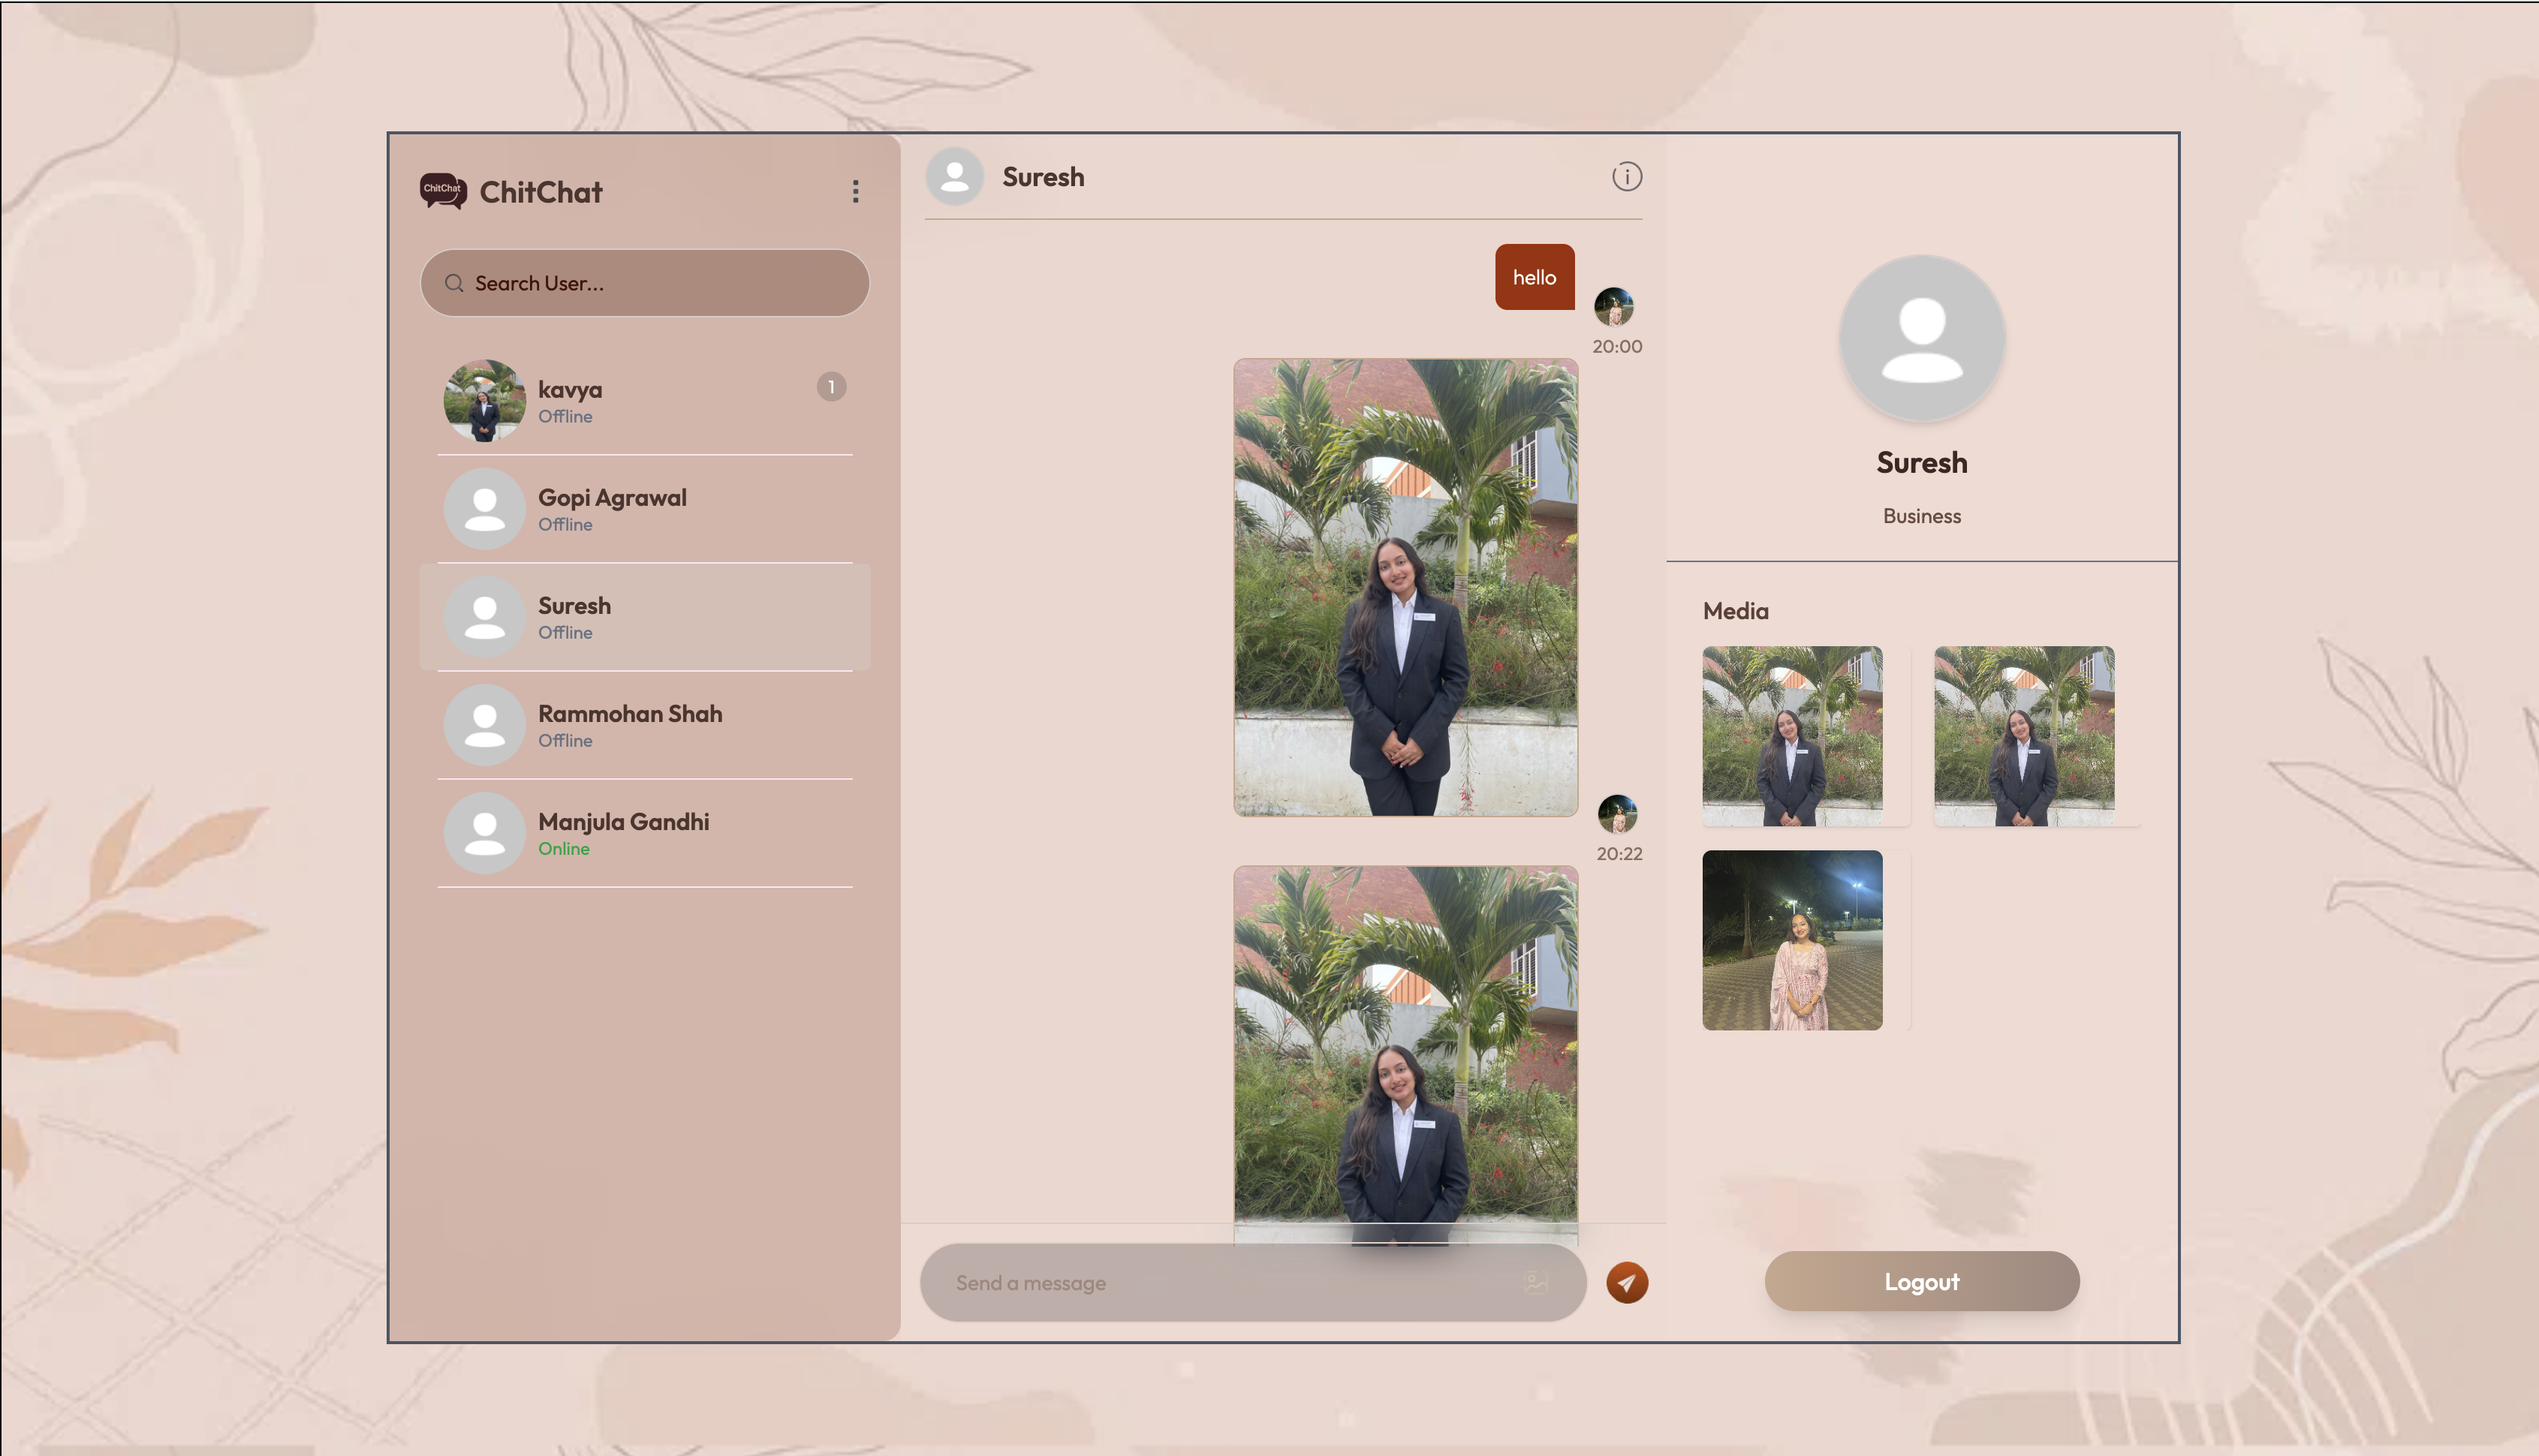 ChitChat
ChitChat
Search User...
kavya
Offline
1
Gopi Agrawal
Offline
Suresh
Offline
Rammohan Shah
Offline
Manjula Gandhi
Online
Suresh
hello
20:00
20:22
Send a message
Suresh
Business
Media
Logout